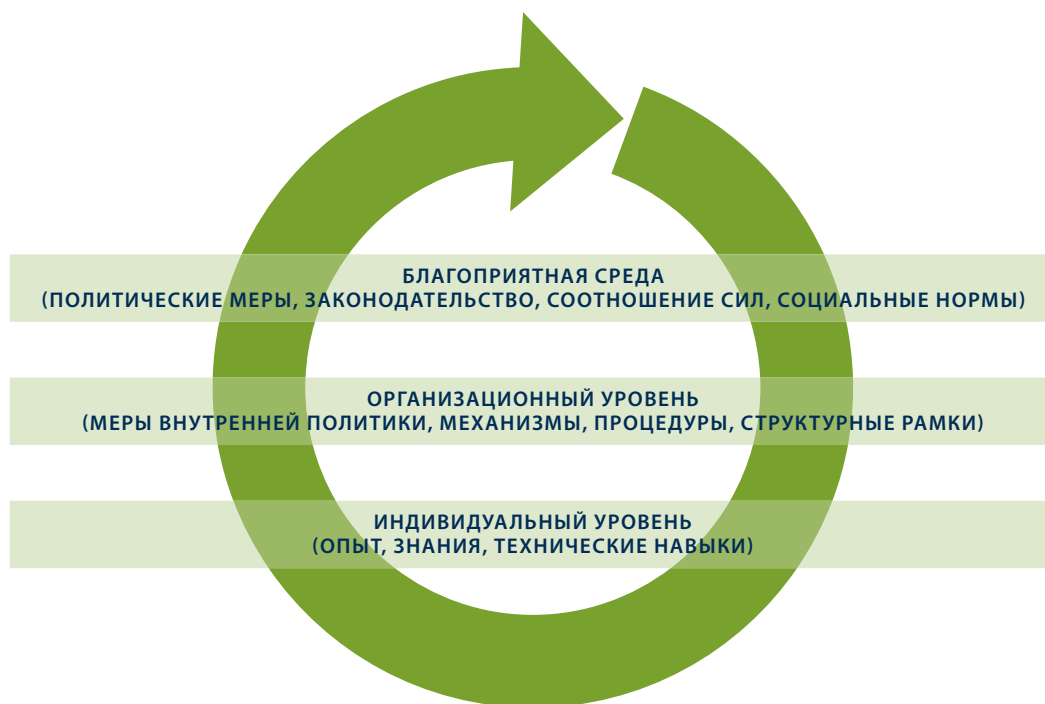 БЛАГОПРИЯТНАЯ СРЕДА
(ПОЛИТИЧЕСКИЕ МЕРЫ, ЗАКОНОДАТЕЛЬСТВО, СООТНОШЕНИЕ СИЛ, СОЦИАЛЬНЫЕ НОРМЫ)
ОРГАНИЗАЦИОННЫЙ УРОВЕНЬ
(МЕРЫ ВНУТРЕННЕЙ ПОЛИТИКИ, МЕХАНИЗМЫ, ПРОЦЕДУРЫ, СТРУКТУРНЫЕ РАМКИ)
ИНДИВИДУАЛЬНЫЙ УРОВЕНЬ
(ОПЫТ, ЗНАНИЯ, ТЕХНИЧЕСКИЕ НАВЫКИ)